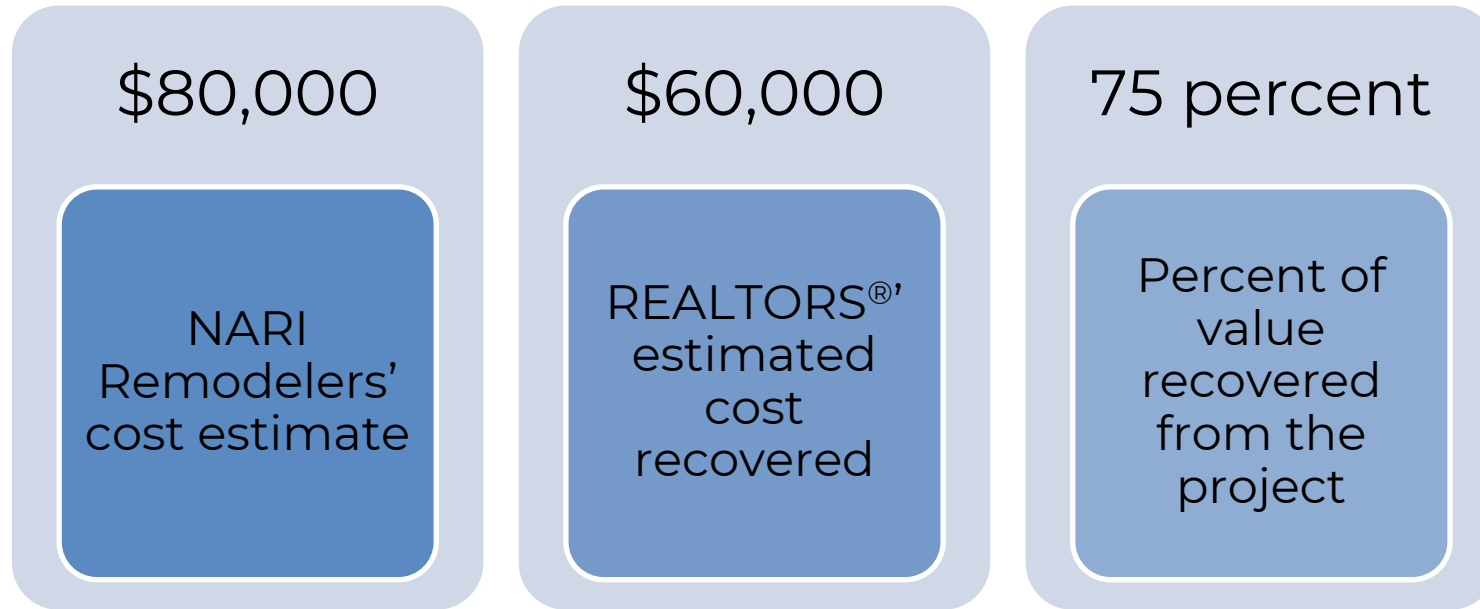 $80,000
NARI
Remodelers’
cost estimate
$60,000
REALTORS®’
estimated
cost
recovered
75 percent
Percent of
value
recovered
from the
project